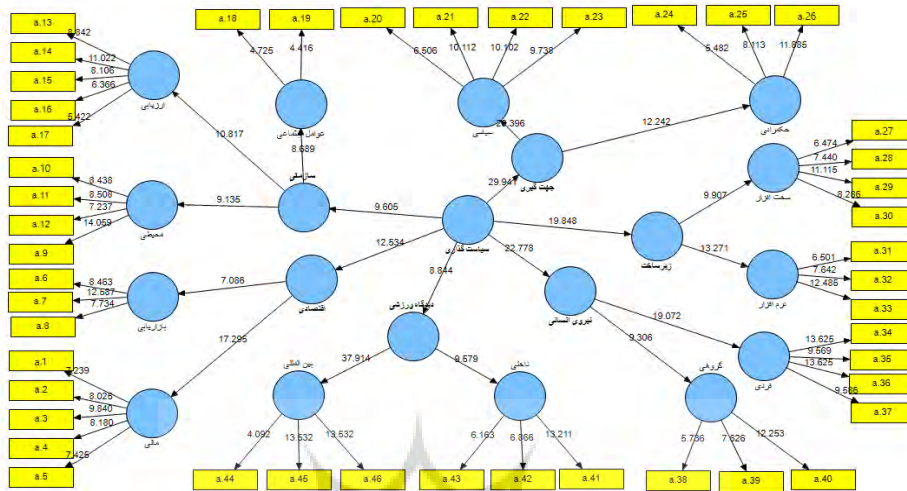 a.18
a.19
a.20
a.21
a.22
a.23
a.24
a.25
a.26
a.13
a.14
a.15
a.16
a.17
8.842
11.022
8.106
6.366
5.422
ارزیابی
4.725
4.416
عوامل اجتماعی
6.506
10.112
10.102
9.738
سیاسی
5.482
8.113
11.885
حکمرانی
10.817
8.689
سازمانی
29.941
جهت گیری
12.242
a.10
a.11
a.12
a.9
8.438
8.508
7.237
14.059
محیطی
9.135
9.605
سیاست گذاری
19.848
زیرساخت
9.907
13.271
a.27
a.28
a.29
a.30
6.474
7.440
11.115
8.286
سخت افزار
a.6
a.7
a.8
8.463
12.687
7.734
بازاریابی
7.086
12.534
اقتصادی
17.295
8.844
دیدگاه ورزشی
22.778
نیروی انسانی
a.31
a.32
a.33
6.501
7.642
12.485
نرم افزار
a.1
a.2
a.3
a.4
a.5
7.239
8.025
9.840
8.180
7.425
مالی
37.914
9.579
بین المللی
داخلی
19.072
9.306
گروهی
فردی
a.34
a.35
a.36
a.37
13.625
9.569
13.625
9.586
4.092
13.532
13.532
a.44
a.45
a.46
6.163
6.866
13.211
a.43
a.42
a.41
5.736
7.626
12.253
a.38
a.39
a.40